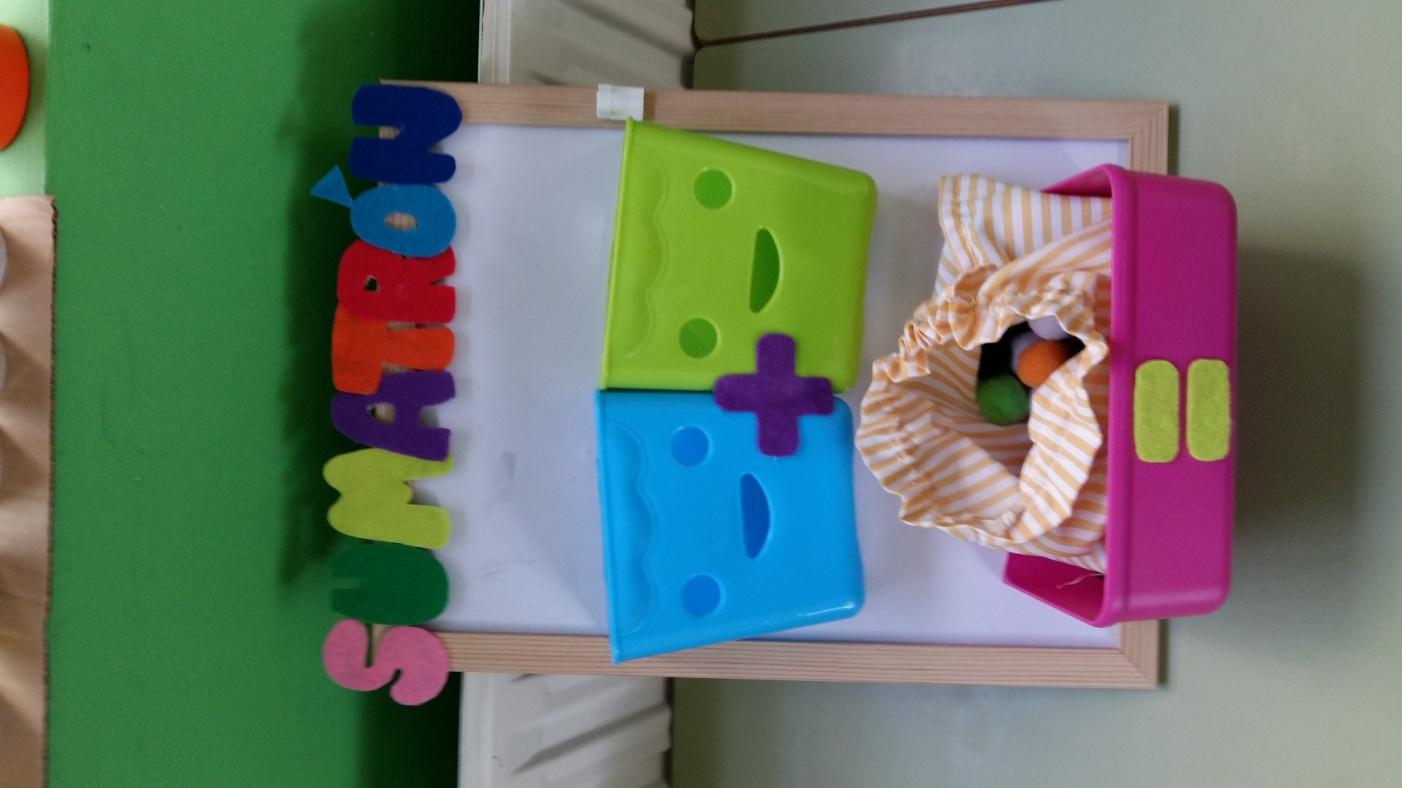 SUMATRÓN
+
=